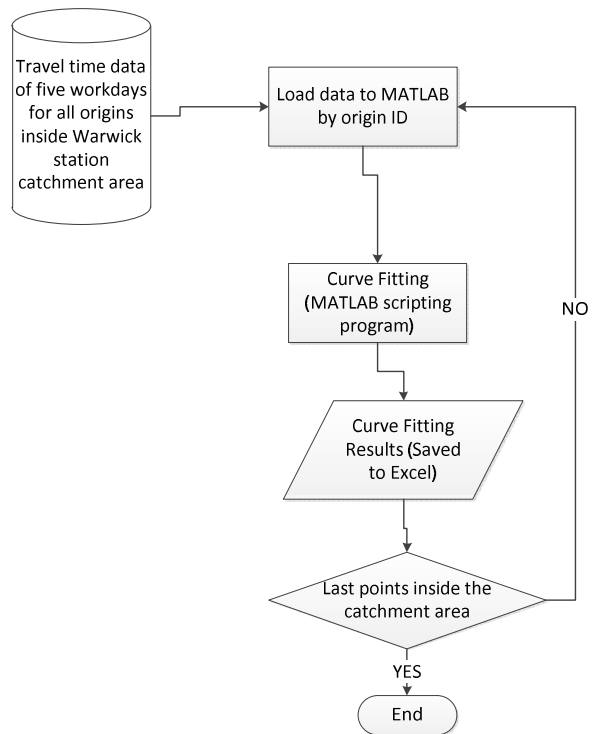 Travel time data
of five workdays
for all origins
inside Warwick
station
catchment area
Load data to MATLAB
by origin ID
Curve Fitting
(MATLAB scripting
program)
NO
Curve Fitting
Results (Saved
to Excel)
Last points inside the
catchment area
YES
End